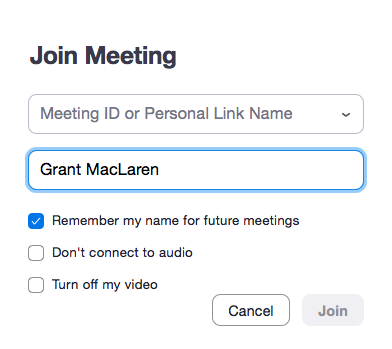 Join Meeting
Meeting ID or Personal Link Name
Grant MacLaren
Remember my name for future meetings
Don't connect to audio
Turn off my video
Cancel Join